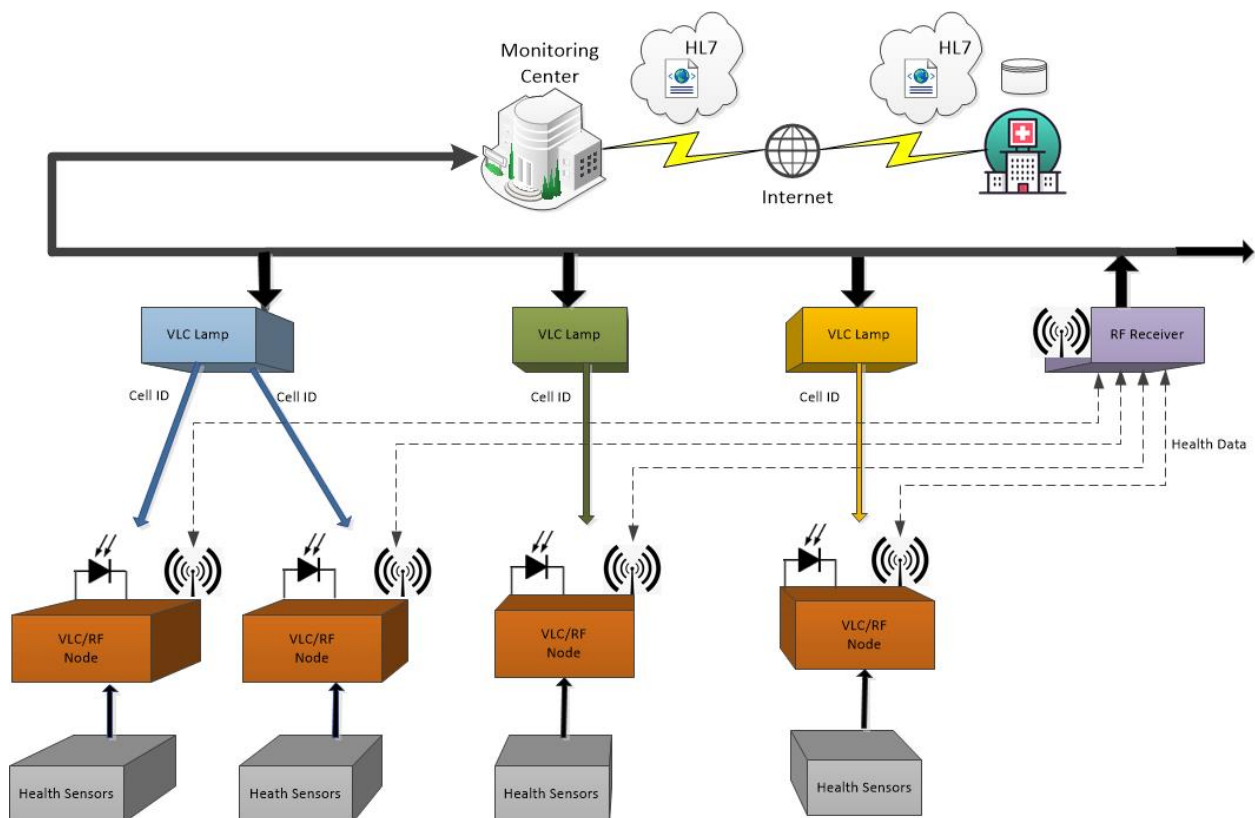 Monitoring
Center
HL7
HL7
Internet
VLC Lamp
VLC Lamp
VLC Lamp
RF Receiver
Cell ID
Cell ID
Cell ID
Cell ID
Health Data
VLC/RF
Node
VLC/RF
Node
VLC/RF
Node
VLC/RF
Node
Health Sensors
Heath Sensors
Health Sensors
Health Sensors